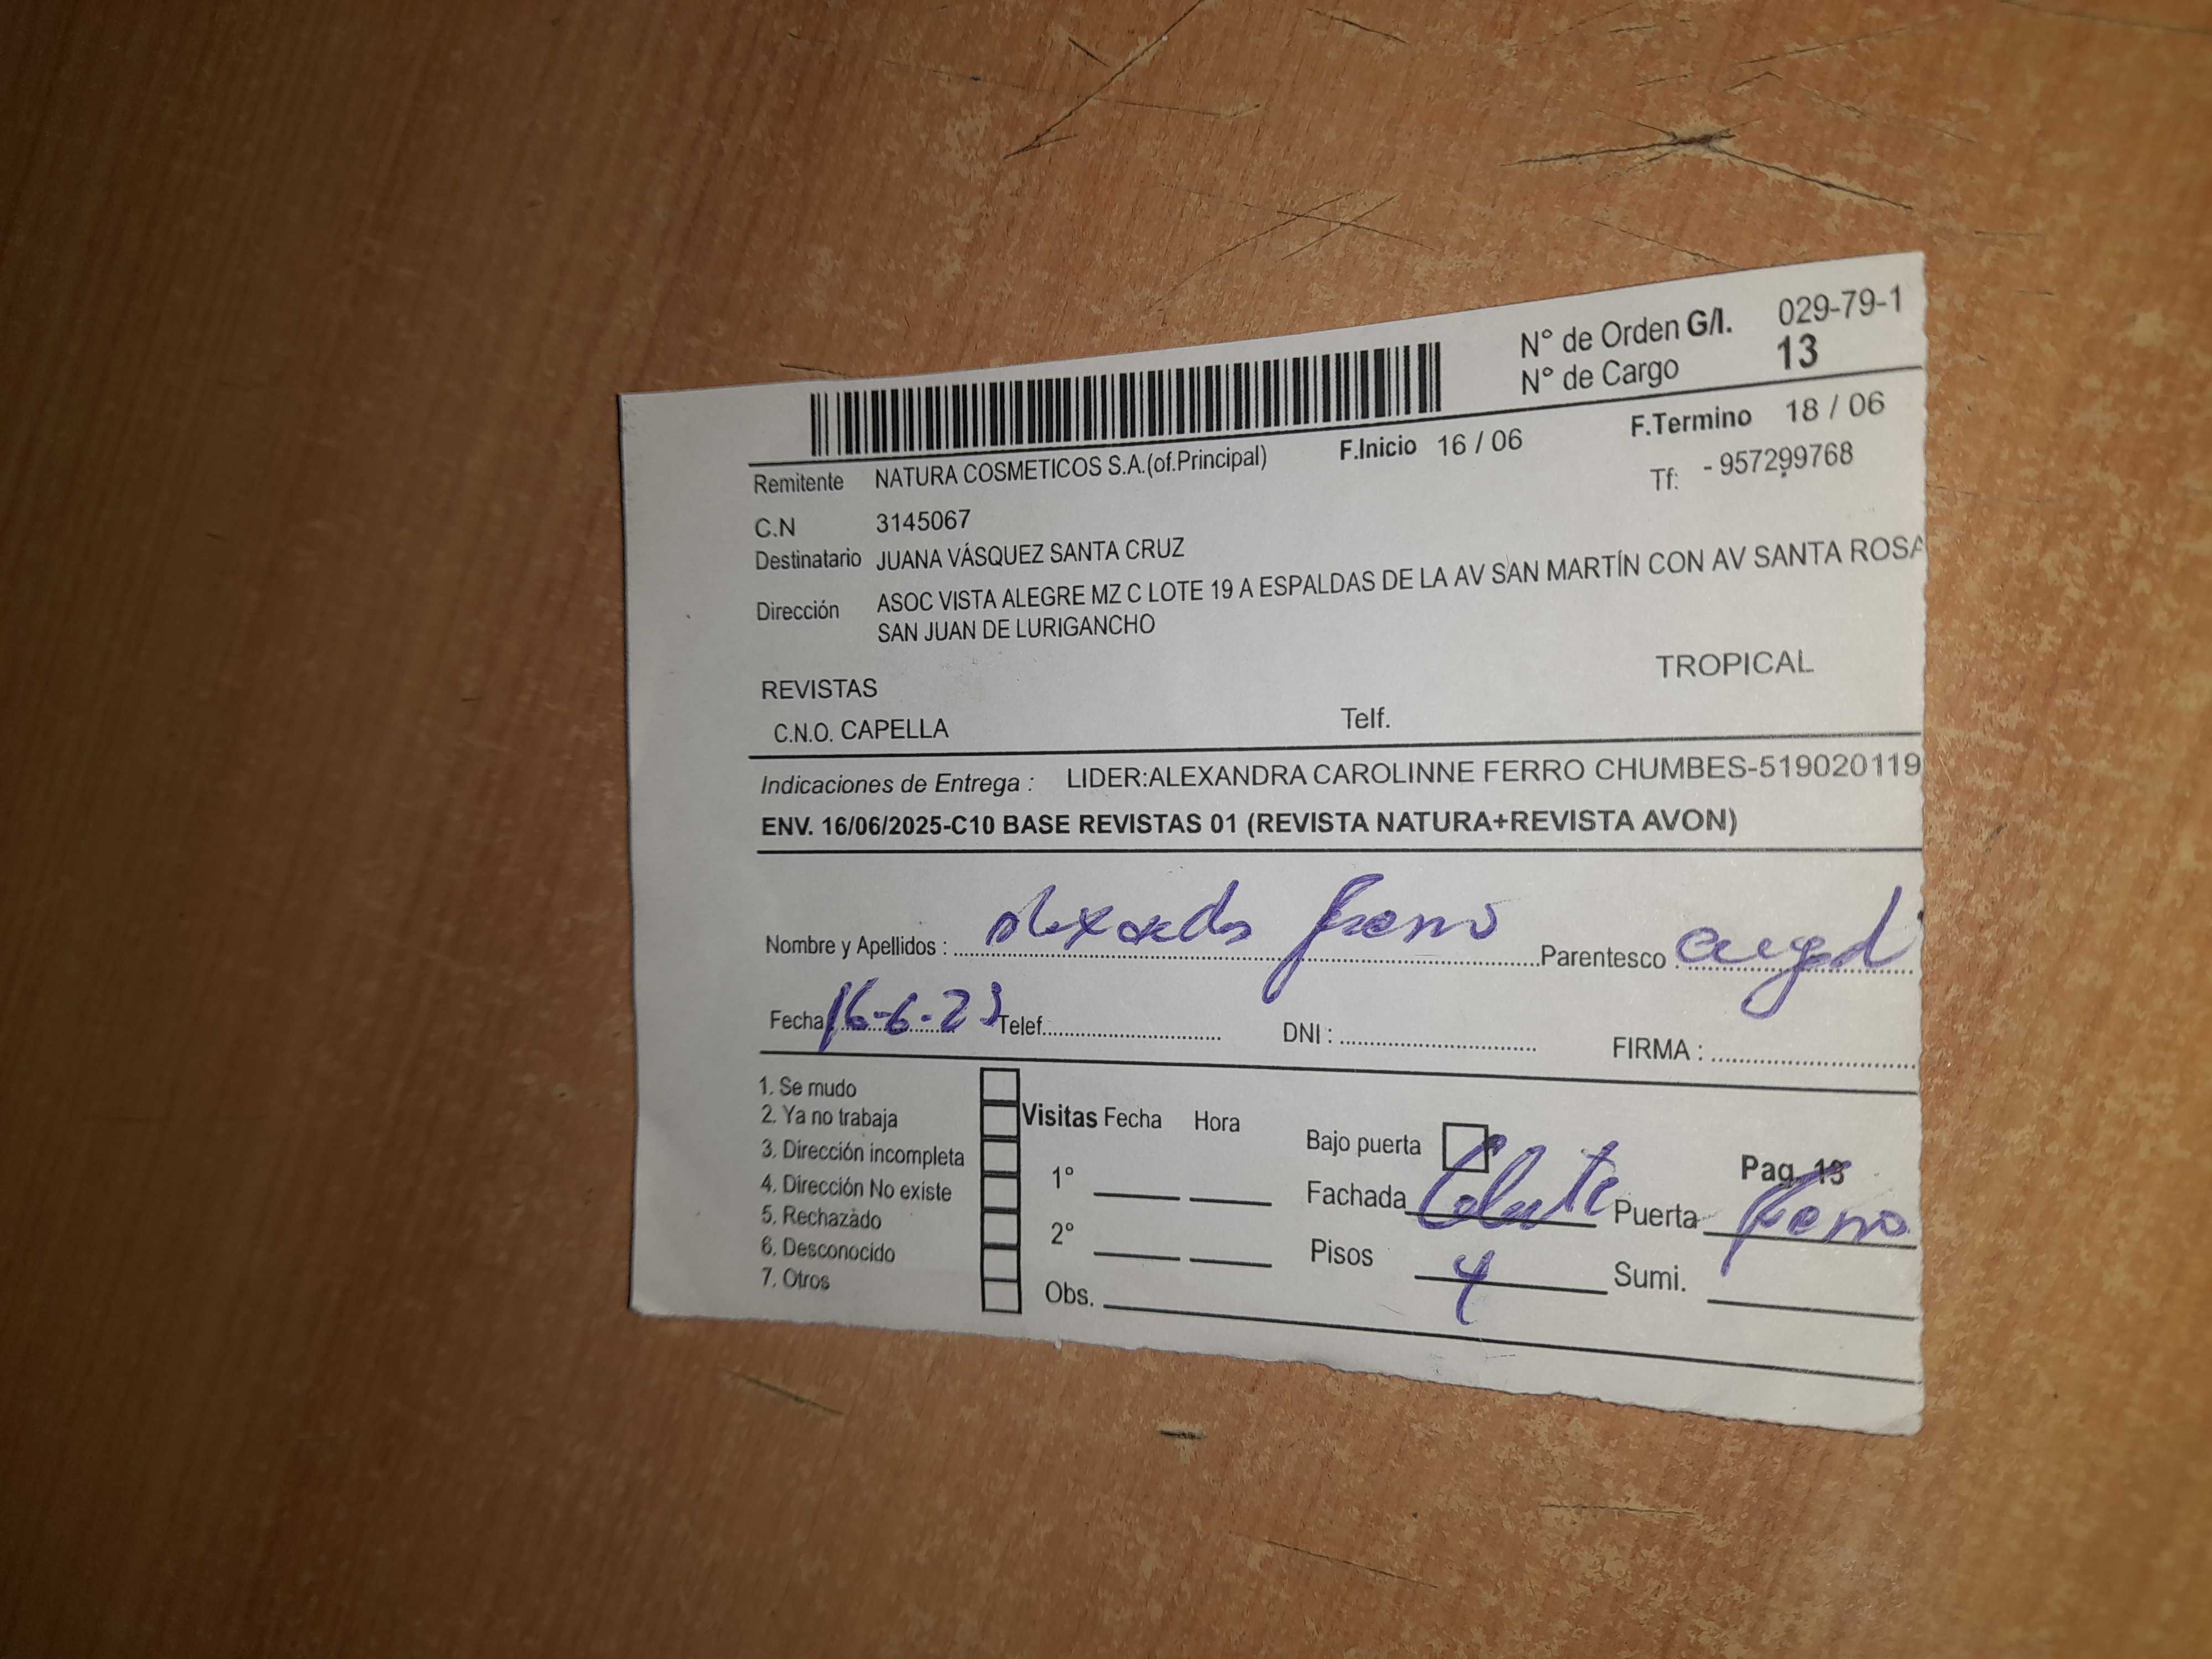 N° de Orden G/I. 029-79-1
N° de Cargo 13
F.Inicio 16 / 06 F.Termino 18 / 06
Remitente NATURA COSMETICOS S.A.(of.Principal) Tf: - 957299768
C.N 3145067
Destinatario JUANA VÁSQUEZ SANTA CRUZ
Dirección ASOC VISTA ALEGRE MZ C LOTE 19 A ESPALDAS DE LA AV SAN MARTÍN CON AV SANTA ROSA
SAN JUAN DE LURIGANCHO
TROPICAL
REVISTAS
C.N.O. CAPELLA Telf.
Indicaciones de Entrega : LIDER:ALEXANDRA CAROLINNE FERRO CHUMBES-519020119
ENV. 16/06/2025-C10 BASE REVISTAS 01 (REVISTA NATURA+REVISTA AVON)
Nombre y Apellidos : Parentesco :
Fecha 16-6-23 Telef. DNI : FIRMA :
1. Se mudo
2. Ya no trabaja
3. Dirección incompleta
4. Dirección No existe
5. Rechazado
6. Desconocido
7. Otros
Visitas Fecha Hora
1°
2°
Obs.
Bajo puerta Pag. 13
Fachada Puerta
Pisos 4 Sumi.